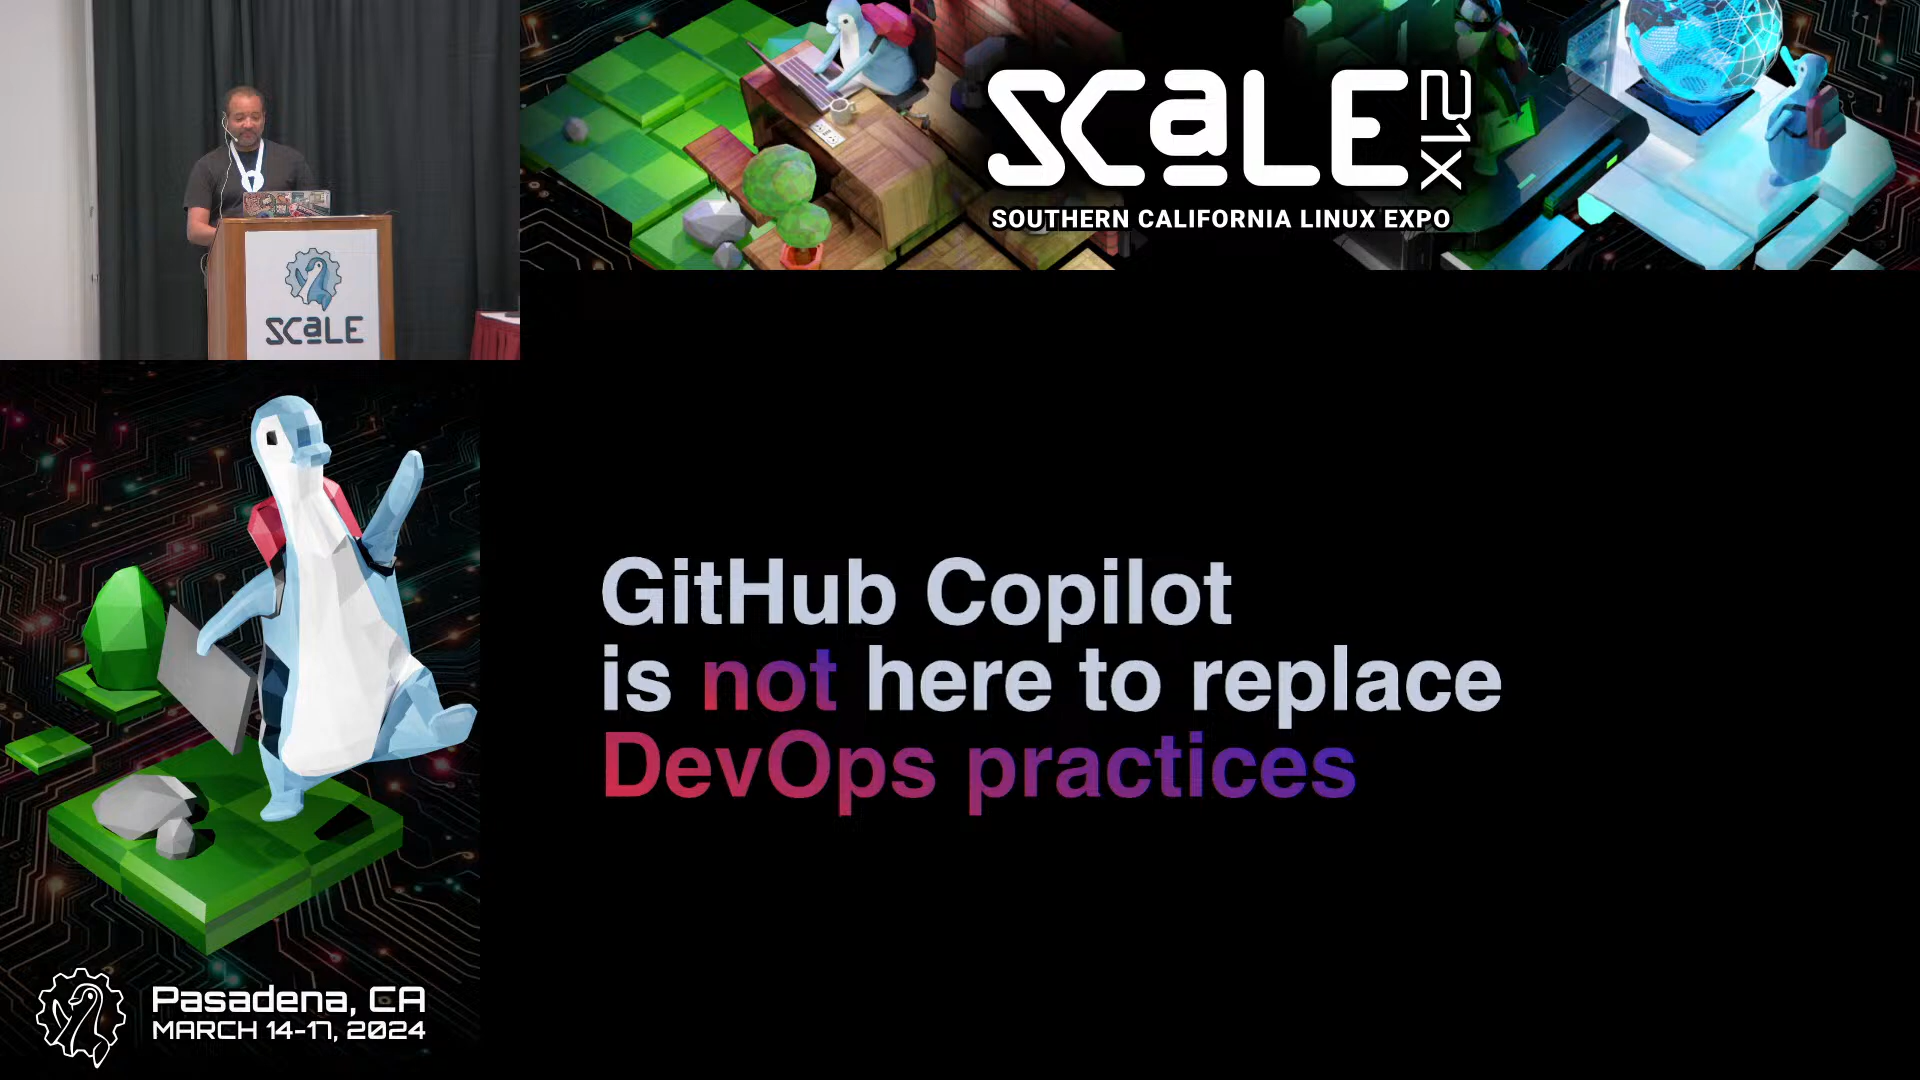 SCaLE
21X
SOUTHERN CALIFORNIA LINUX EXPO
SCaLE
GitHub Copilot
is not here to replace
DevOps practices
Pasadena, CA
MARCH 14-17, 2024